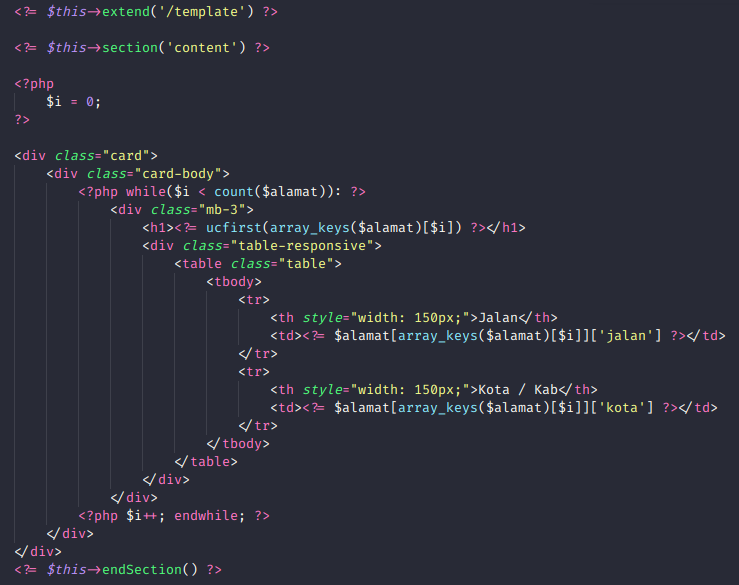 <?= $this->extend('/template') ?>
<?= $this->section('content') ?>
<?php
$i = 0;
?>
<div class="card">
<div class="card-body">
<?php while($i < count($alamat)): ?>
<div class="mb-3">
<h1><?= ucfirst(array_keys($alamat)[$i]) ?></h1>
<div class="table-responsive">
<table class="table">
<tbody>
<tr>
<th style="width: 150px;">Jalan</th>
<td><?= $alamat[array_keys($alamat)[$i]]['jalan'] ?></td>
</tr>
<tr>
<th style="width: 150px;">Kota / Kab</th>
<td><?= $alamat[array_keys($alamat)[$i]]['kota'] ?></td>
</tr>
</tbody>
</table>
</div>
</div>
<?php $i++; endwhile; ?>
</div>
</div>
<?= $this->endSection() ?>